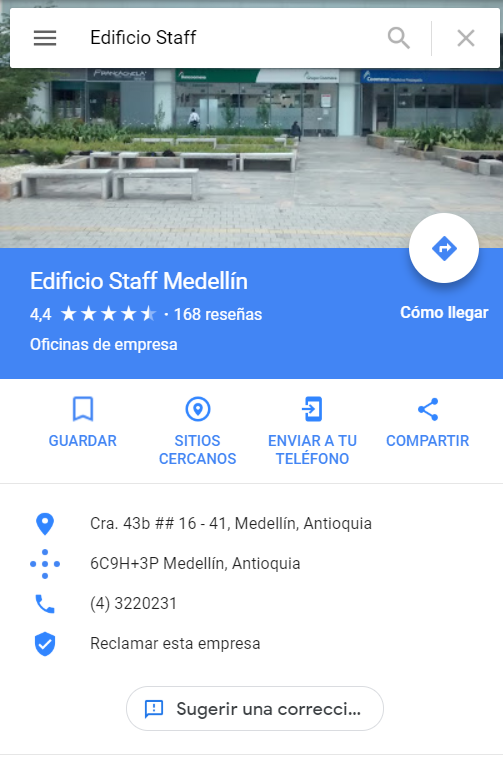 Edificio Staff
FRANCACHELA
Edificio Staff Medellín
4,4 · 168 reseñas
Cómo llegar
Oficinas de empresa
GUARDAR
SITIOS
CERCANOS
ENVIAR A TU
TELÉFONO
COMPARTIR
Cra. 43b ## 16 - 41, Medellín, Antioquia
6C9H+3P Medellín, Antioquia
(4) 3220231
Reclamar esta empresa
Sugerir una correcci...